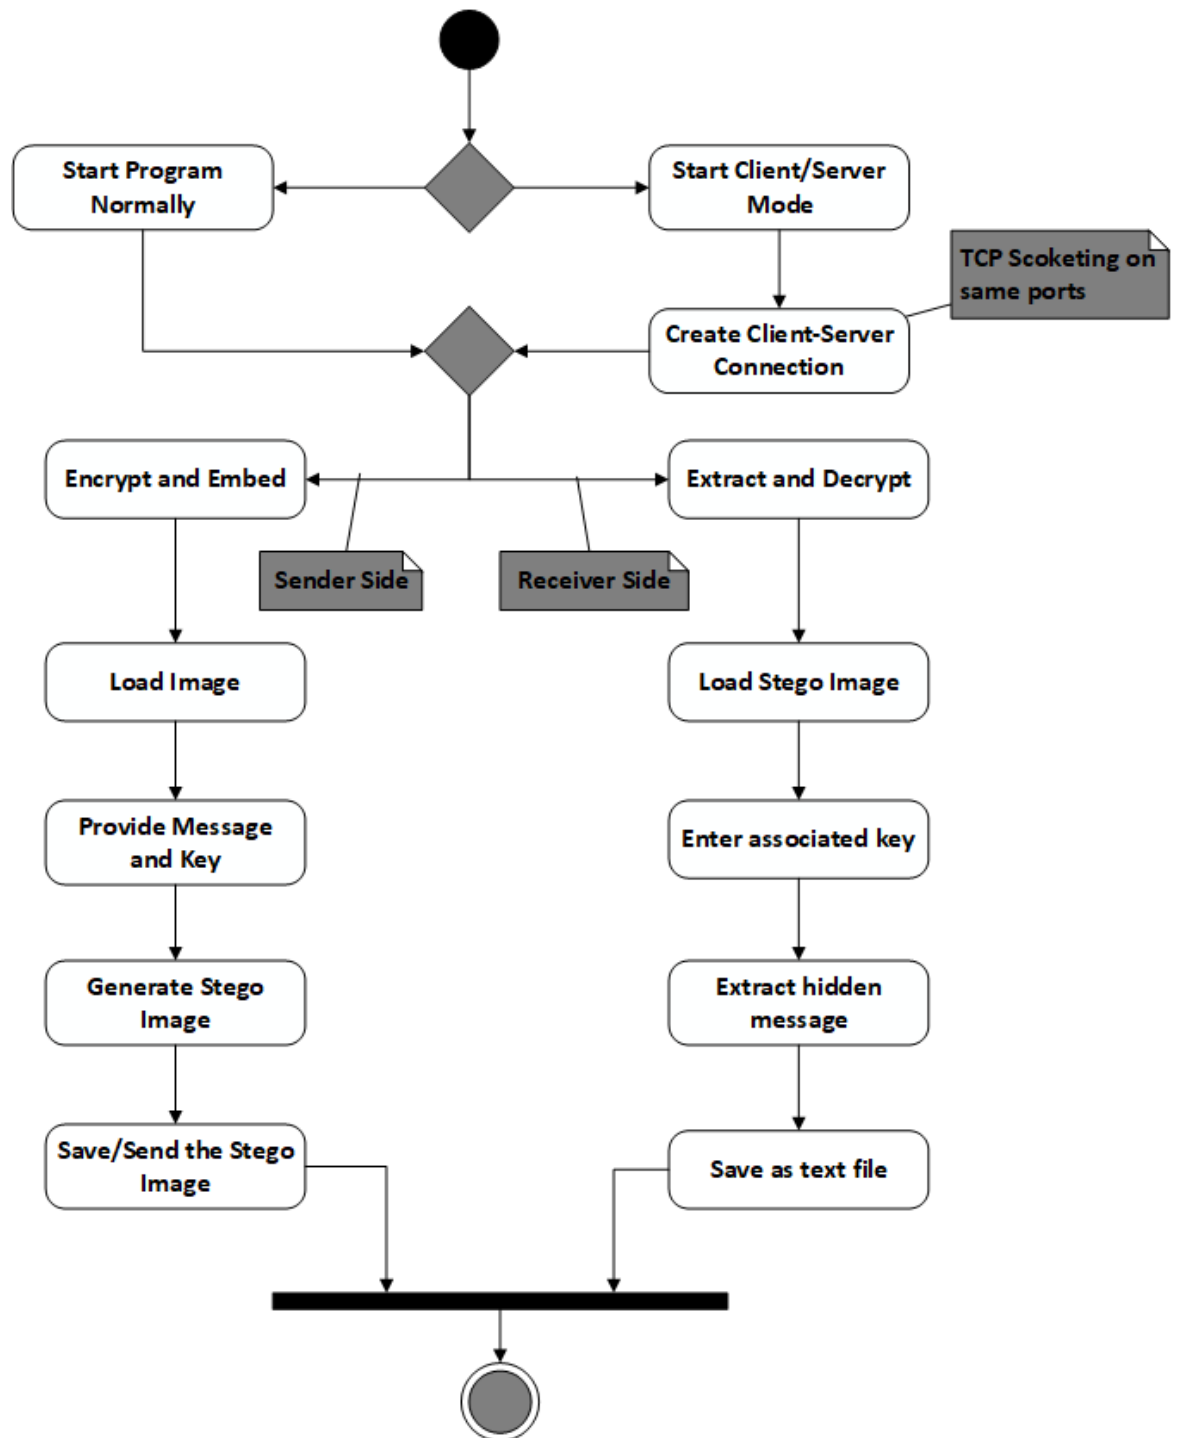 Start Program
Normally
Start Client/Server
Mode
TCP Scoketing on
same ports
Create Client-Server
Connection
Encrypt and Embed
Extract and Decrypt
Sender Side
Receiver Side
Load Image
Load Stego Image
Provide Message
and Key
Enter associated key
Generate Stego
Image
Extract hidden
message
Save/Send the Stego
Image
Save as text file